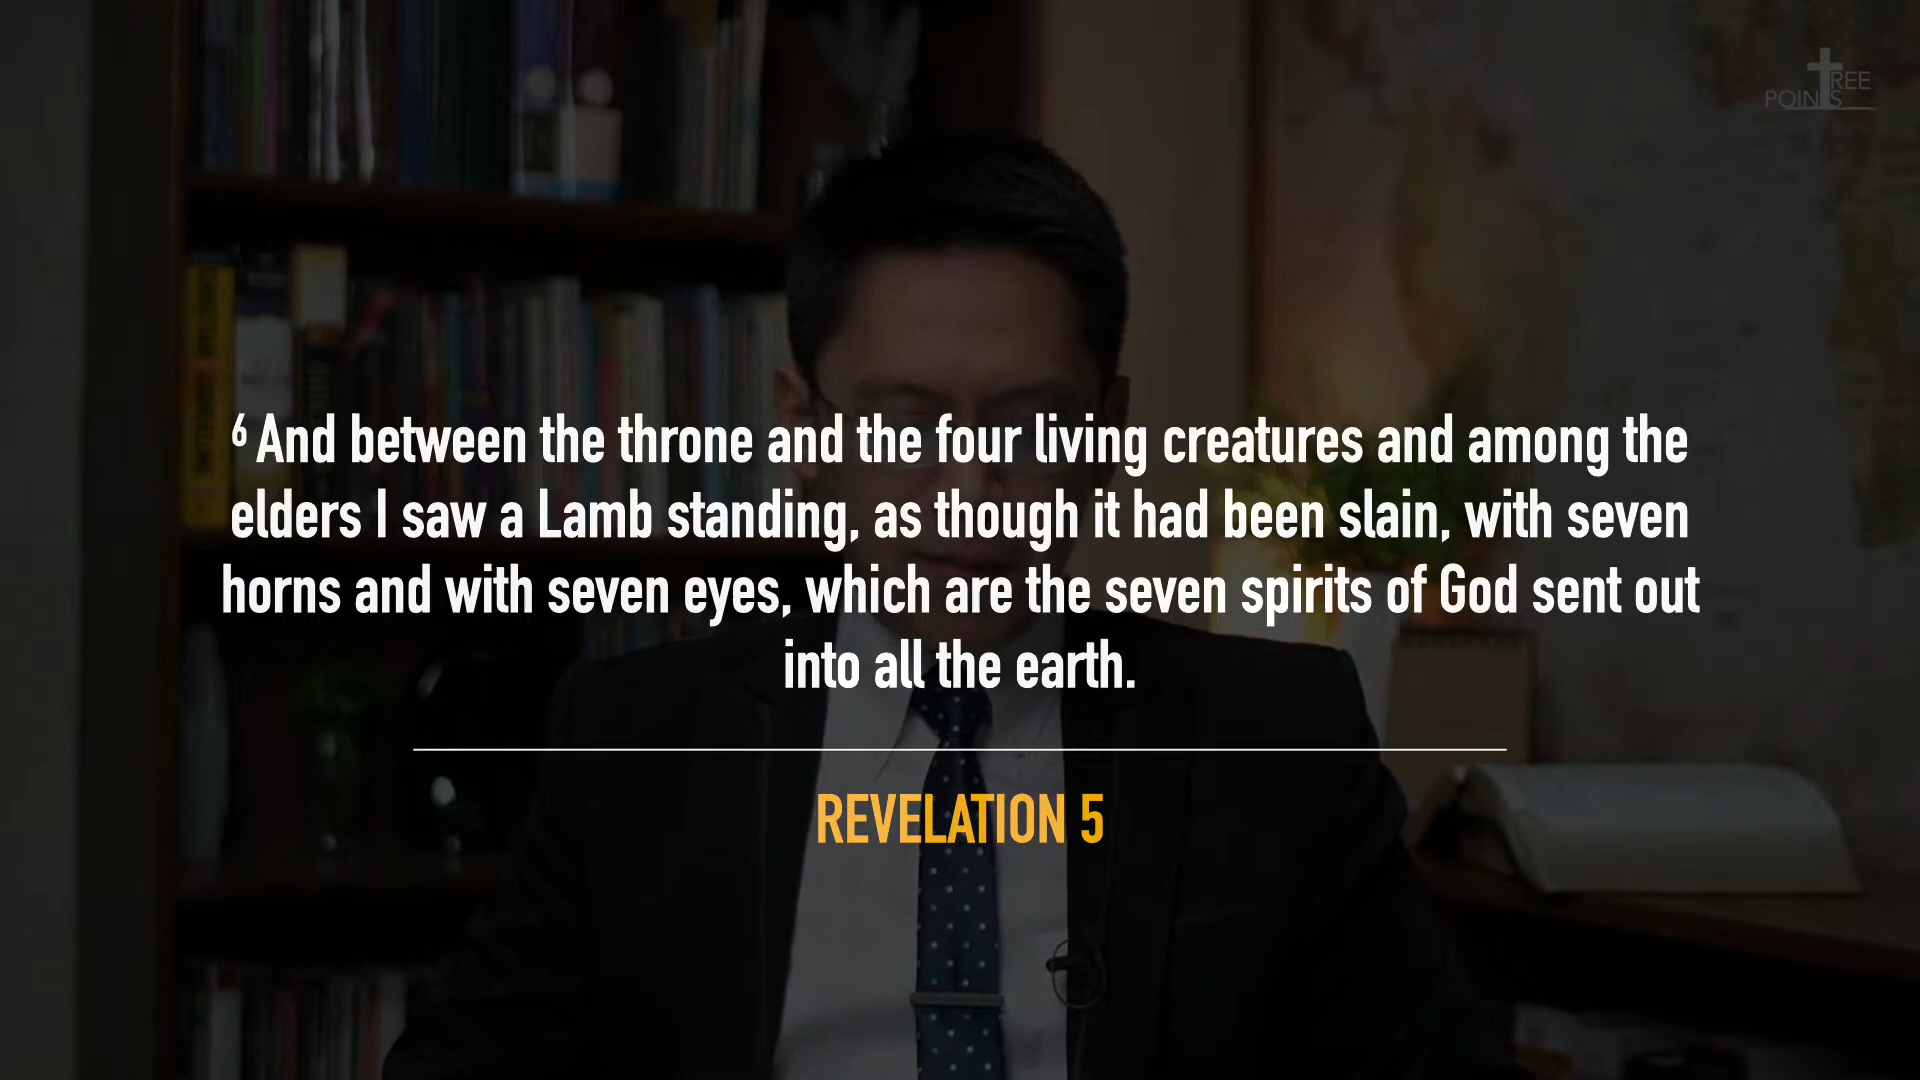 TREE
POINTS
6 And between the throne and the four living creatures and among the
elders I saw a Lamb standing, as though it had been slain, with seven
horns and with seven eyes, which are the seven spirits of God sent out
into all the earth.
REVELATION 5